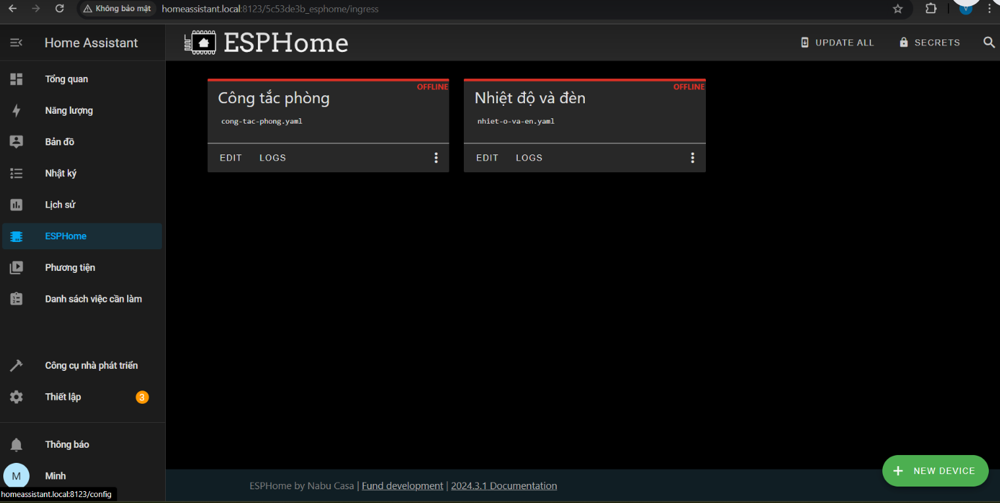 Không bảo mật homeassistant.local:8123/5c53de3b_esphome/ingress
V
Home Assistant
ESPHome
UPDATE ALL
SECRETS
Tổng quan
Năng lượng
Bản đồ
Nhật ký
Lịch sử
ESPHome
Phương tiện
Danh sách việc cần làm
Công cụ nhà phát triển
Thiết lập 3
Thông báo
M Minh
homeassistant.local:8123/config
OFFLINE
Công tắc phòng
cong-tac-phong.yaml
EDIT LOGS
OFFLINE
Nhiệt độ và đèn
nhiet-o-va-en.yaml
EDIT LOGS
NEW DEVICE
ESPHome by Nabu Casa | Fund development | 2024.3.1 Documentation